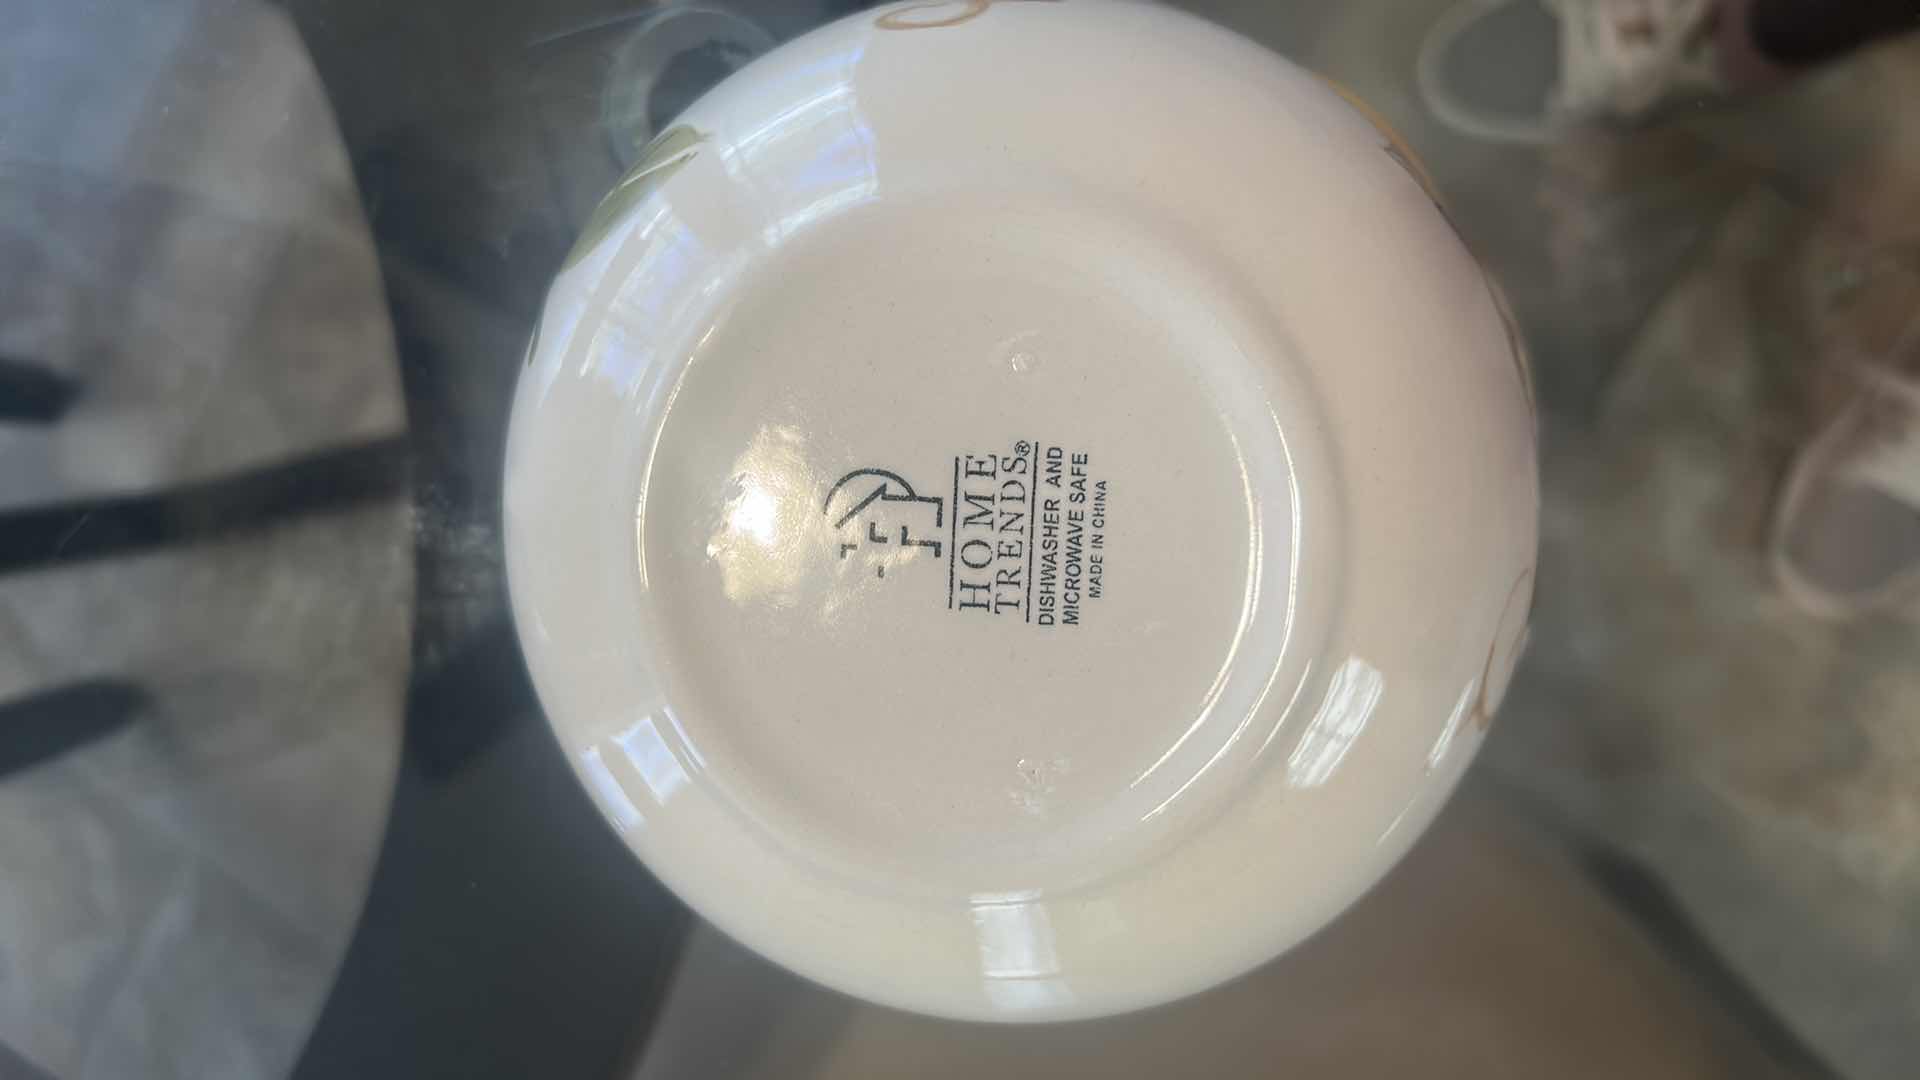 HOME
TRENDS®
DISHWASHER AND
MICROWAVE SAFE
MADE IN CHINA